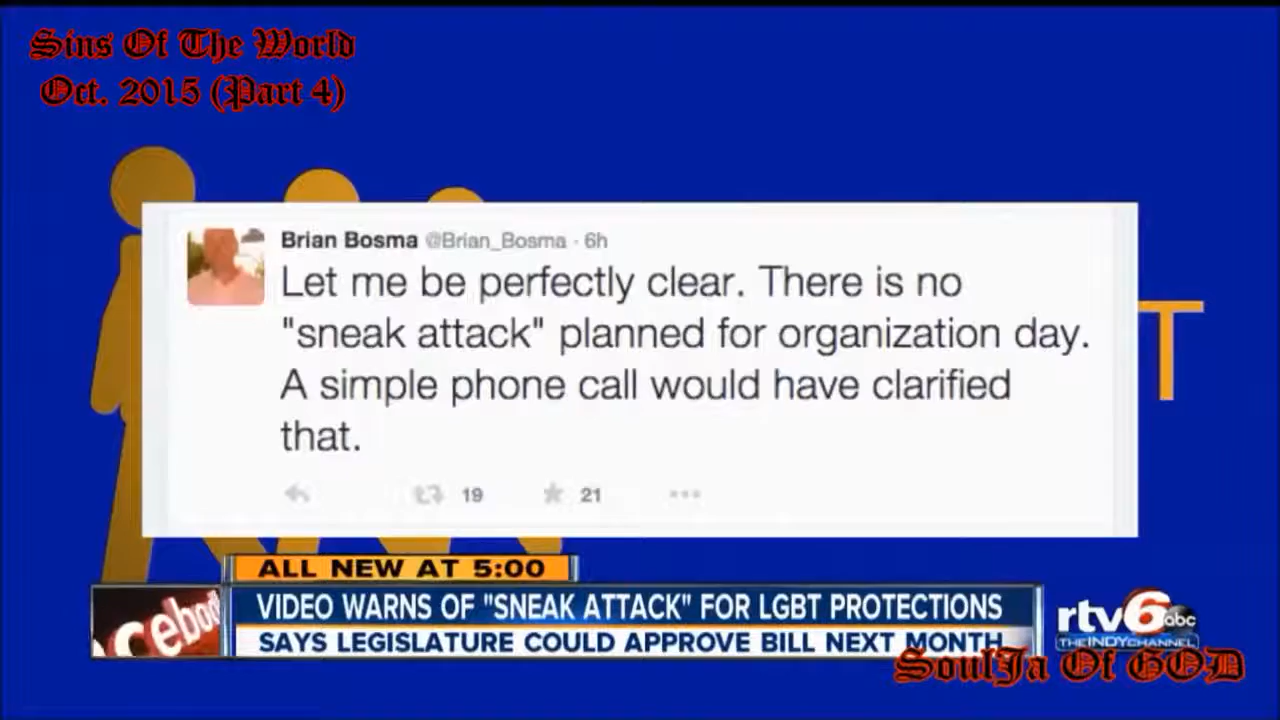 Sins Of The World
Oct. 2015 (Part 4)
Brian Bosma @Brian_Bosma · 6h
Let me be perfectly clear. There is no
"sneak attack" planned for organization day.
A simple phone call would have clarified
that.
19 21
T
ALL NEW AT 5:00
VIDEO WARNS OF "SNEAK ATTACK" FOR LGBT PROTECTIONS
SAYS LEGISLATURE COULD APPROVE BILL NEXT MONTH
cebo
rtv6 abc
THEINDYCHANNEL
SoulJa Of GOD